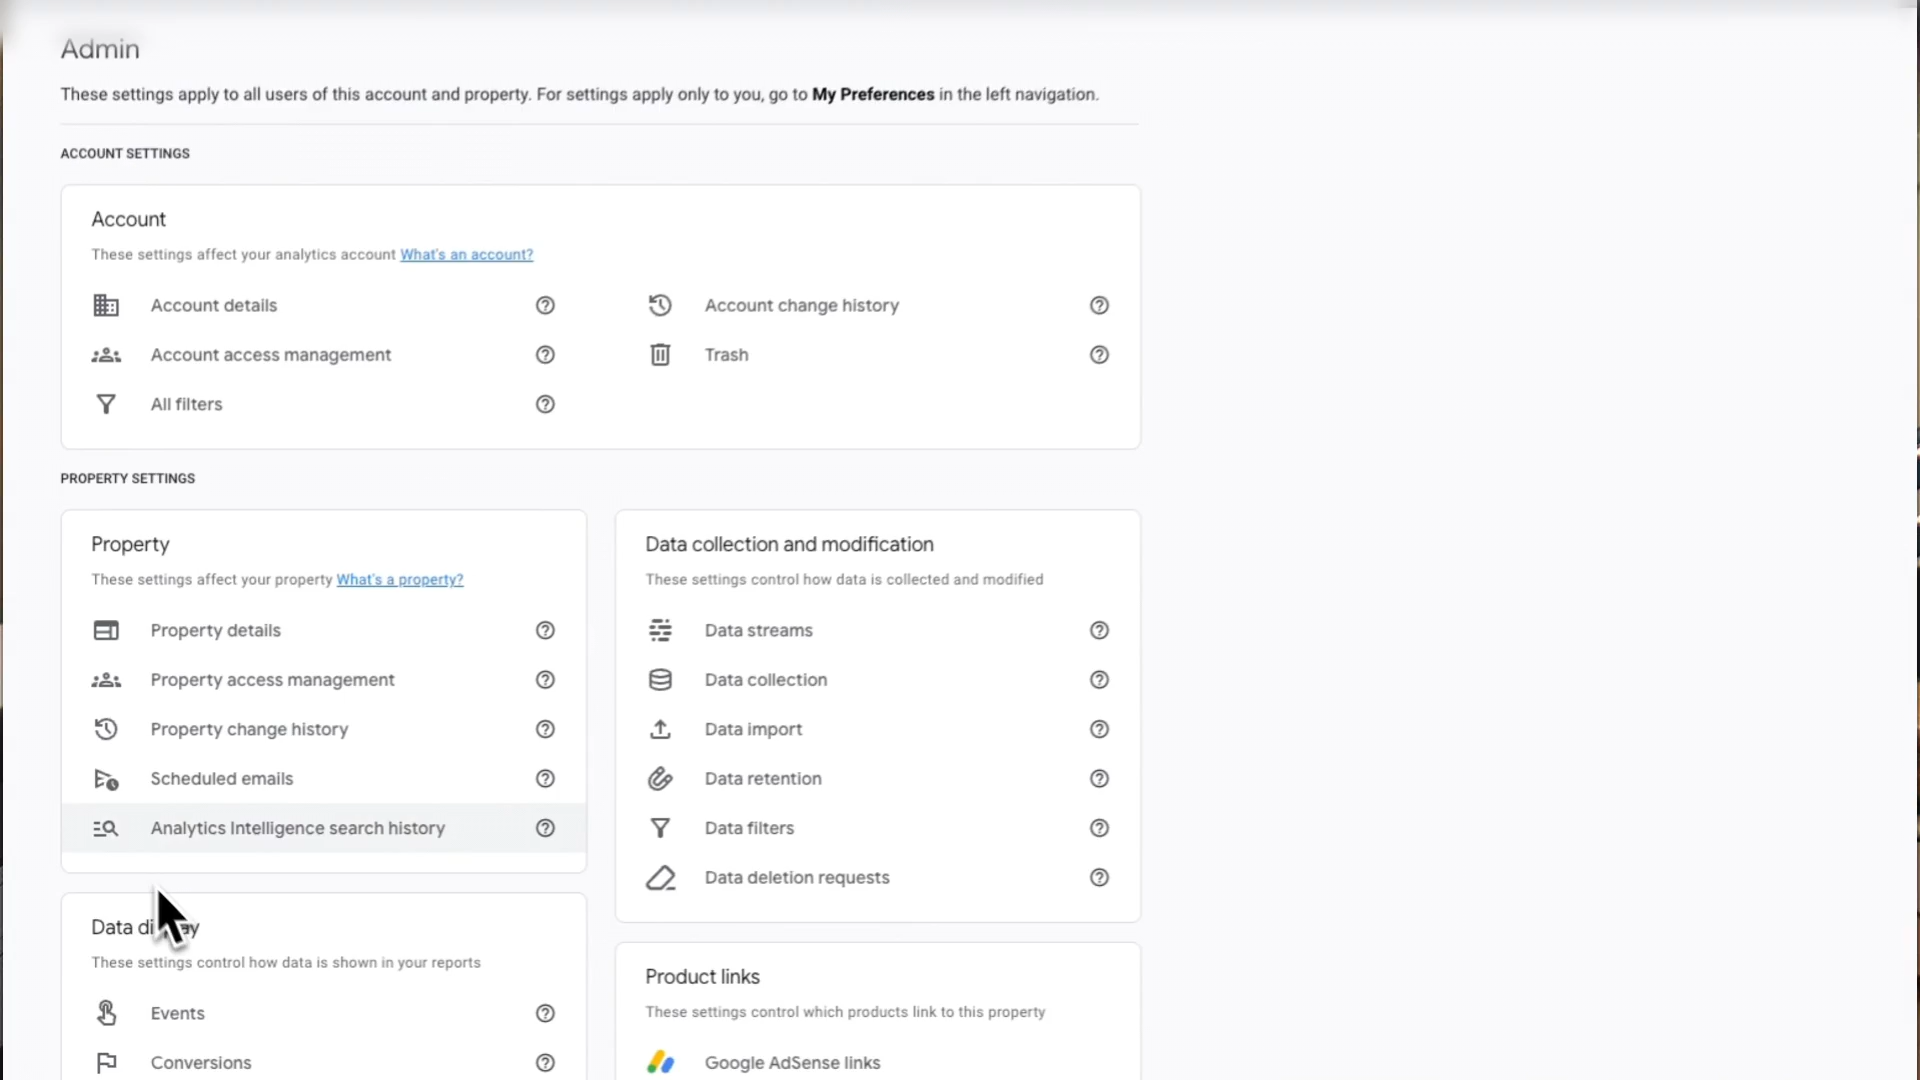 Admin
These settings apply to all users of this account and property. For settings apply only to you, go to My Preferences in the left navigation.
ACCOUNT SETTINGS
Account
These settings affect your analytics account What's an account?
Account details
Account change history
Account access management
Trash
All filters
PROPERTY SETTINGS
Property
These settings affect your property What's a property?
Property details
Property access management
Property change history
Scheduled emails
Analytics Intelligence search history
Data collection and modification
These settings control how data is collected and modified
Data streams
Data collection
Data import
Data retention
Data filters
Data deletion requests
Data display
These settings control how data is shown in your reports
Events
Conversions
Product links
These settings control which products link to this property
Google AdSense links